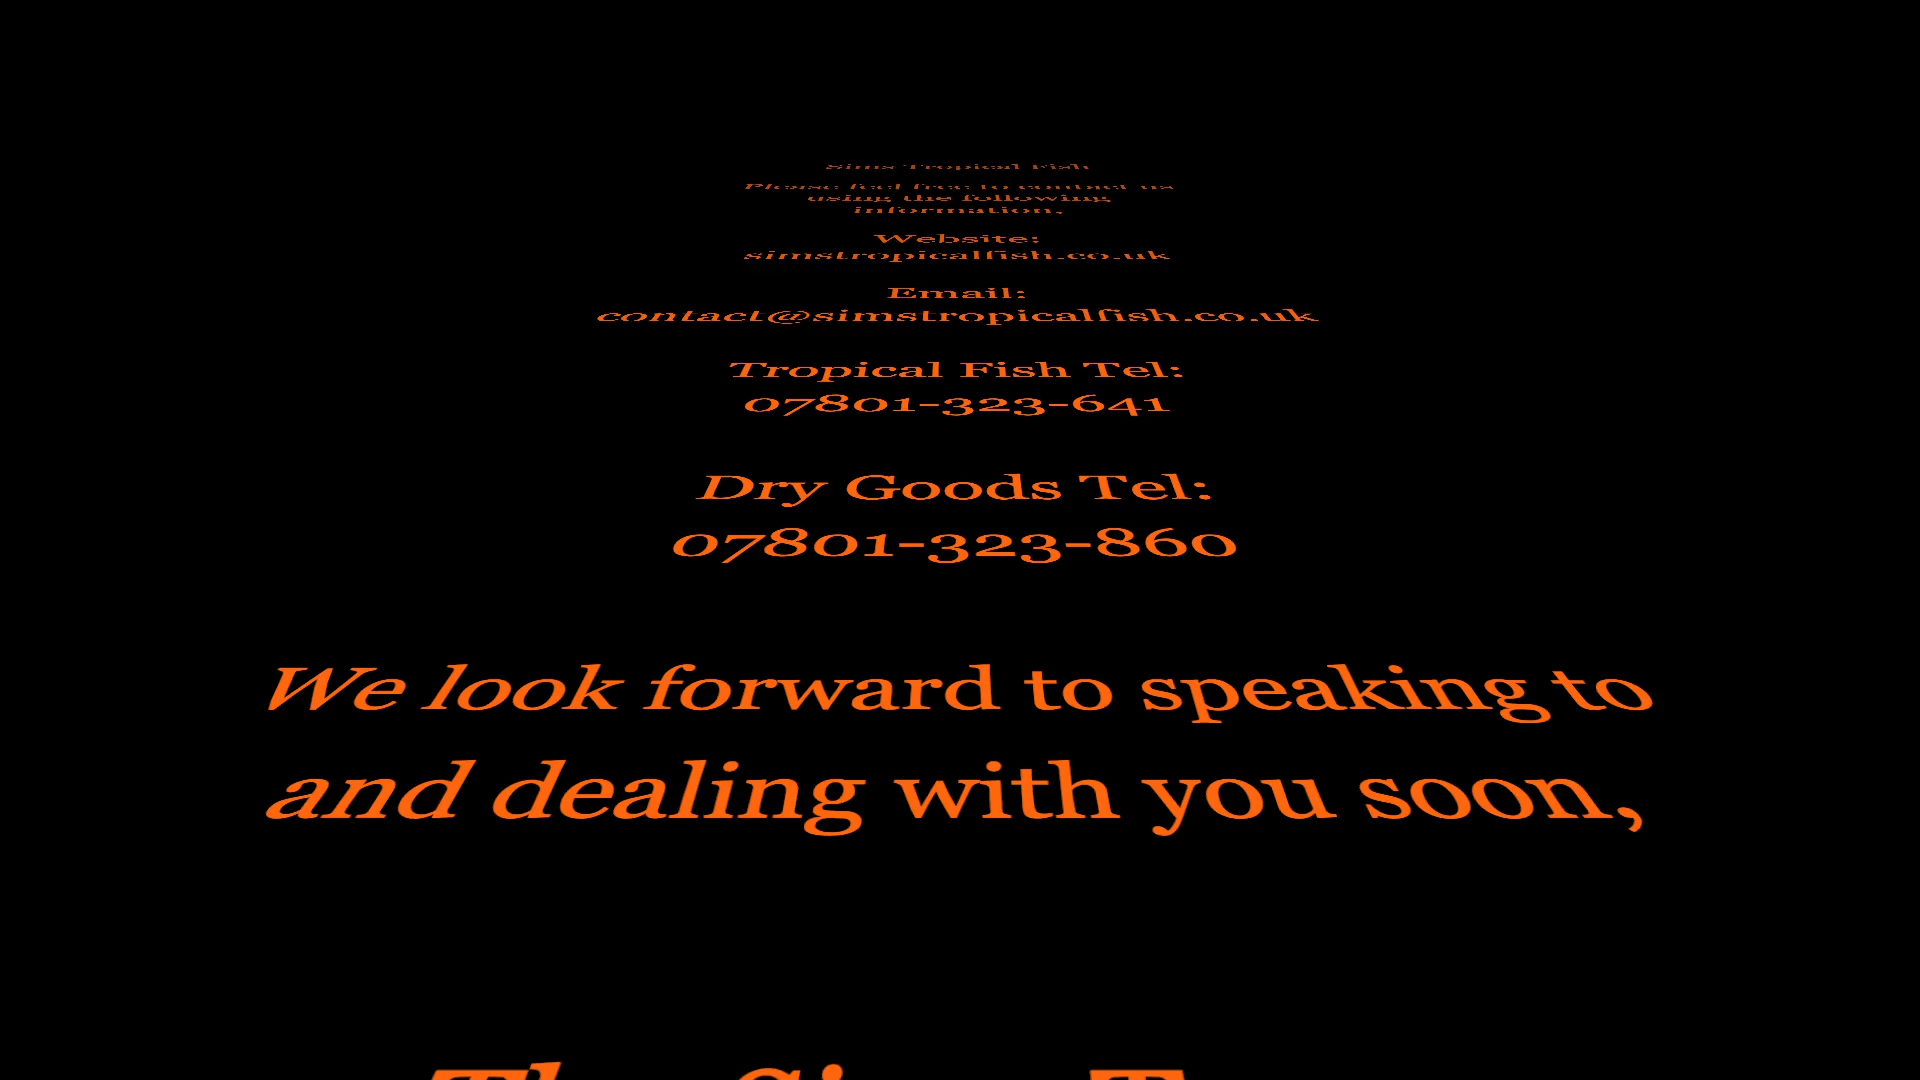 Sims Tropical Fish
Please feel free to contact us
using the following
information,
Website:
simstropicalfish.co.uk
Email:
contact@simstropicalfish.co.uk
Tropical Fish Tel:
07801-323-641
Dry Goods Tel:
07801-323-860
We look forward to speaking to
and dealing with you soon,